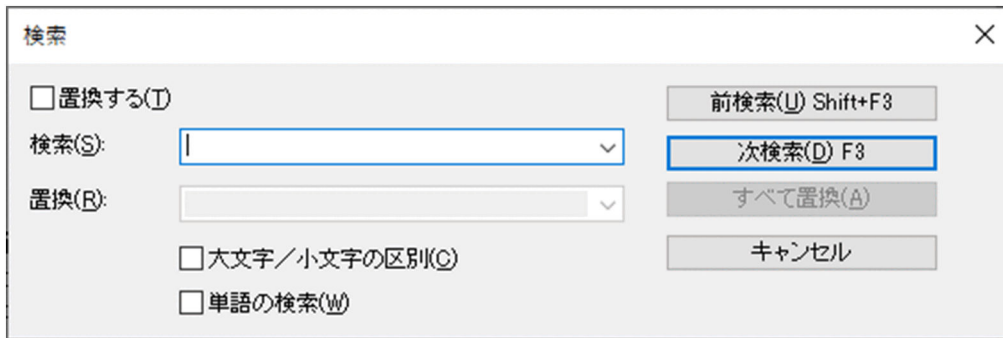 検索
置換する(T)
前検索(U) Shift+F3
検索(S):
次検索(D) F3
置換(R):
すべて置換(A)
大文字／小文字の区別(C)
キャンセル
単語の検索(W)